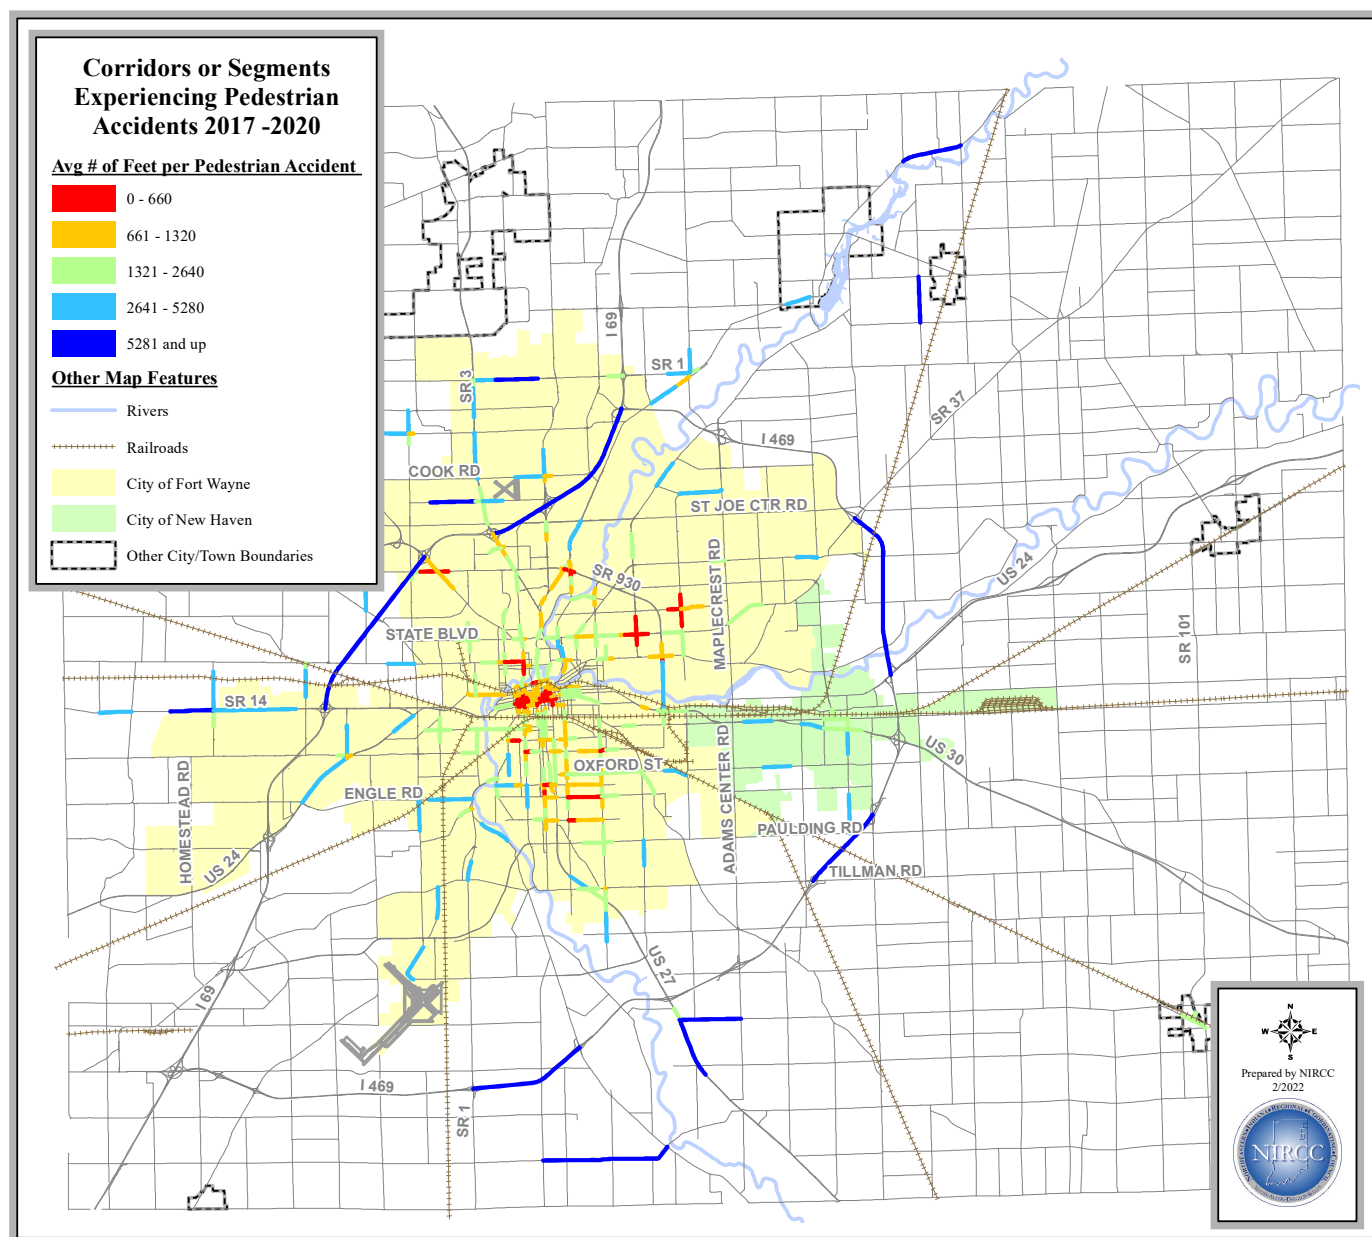 Corridors or Segments
Experiencing Pedestrian
Accidents 2017 -2020
Avg # of Feet per Pedestrian Accident
0 - 660
661 - 1320
1321 - 2640
2641 - 5280
5281 and up
Other Map Features
Rivers
Railroads
City of Fort Wayne
City of New Haven
Other City/Town Boundaries
I 69
SR 3
SR 1
SR 37
I 469
COOK RD
ST JOE CTR RD
SR 930
MAPLECREST RD
US 24
SR 101
STATE BLVD
SR 14
US 30
OXFORD ST
ADAMS CENTER RD
HOMESTEAD RD
ENGLE RD
US 24
PAULDING RD
TILLMAN RD
US 27
I 69
I 469
SR 1
N
W E
S
Prepared by NIRCC
2/2022
NIRCC